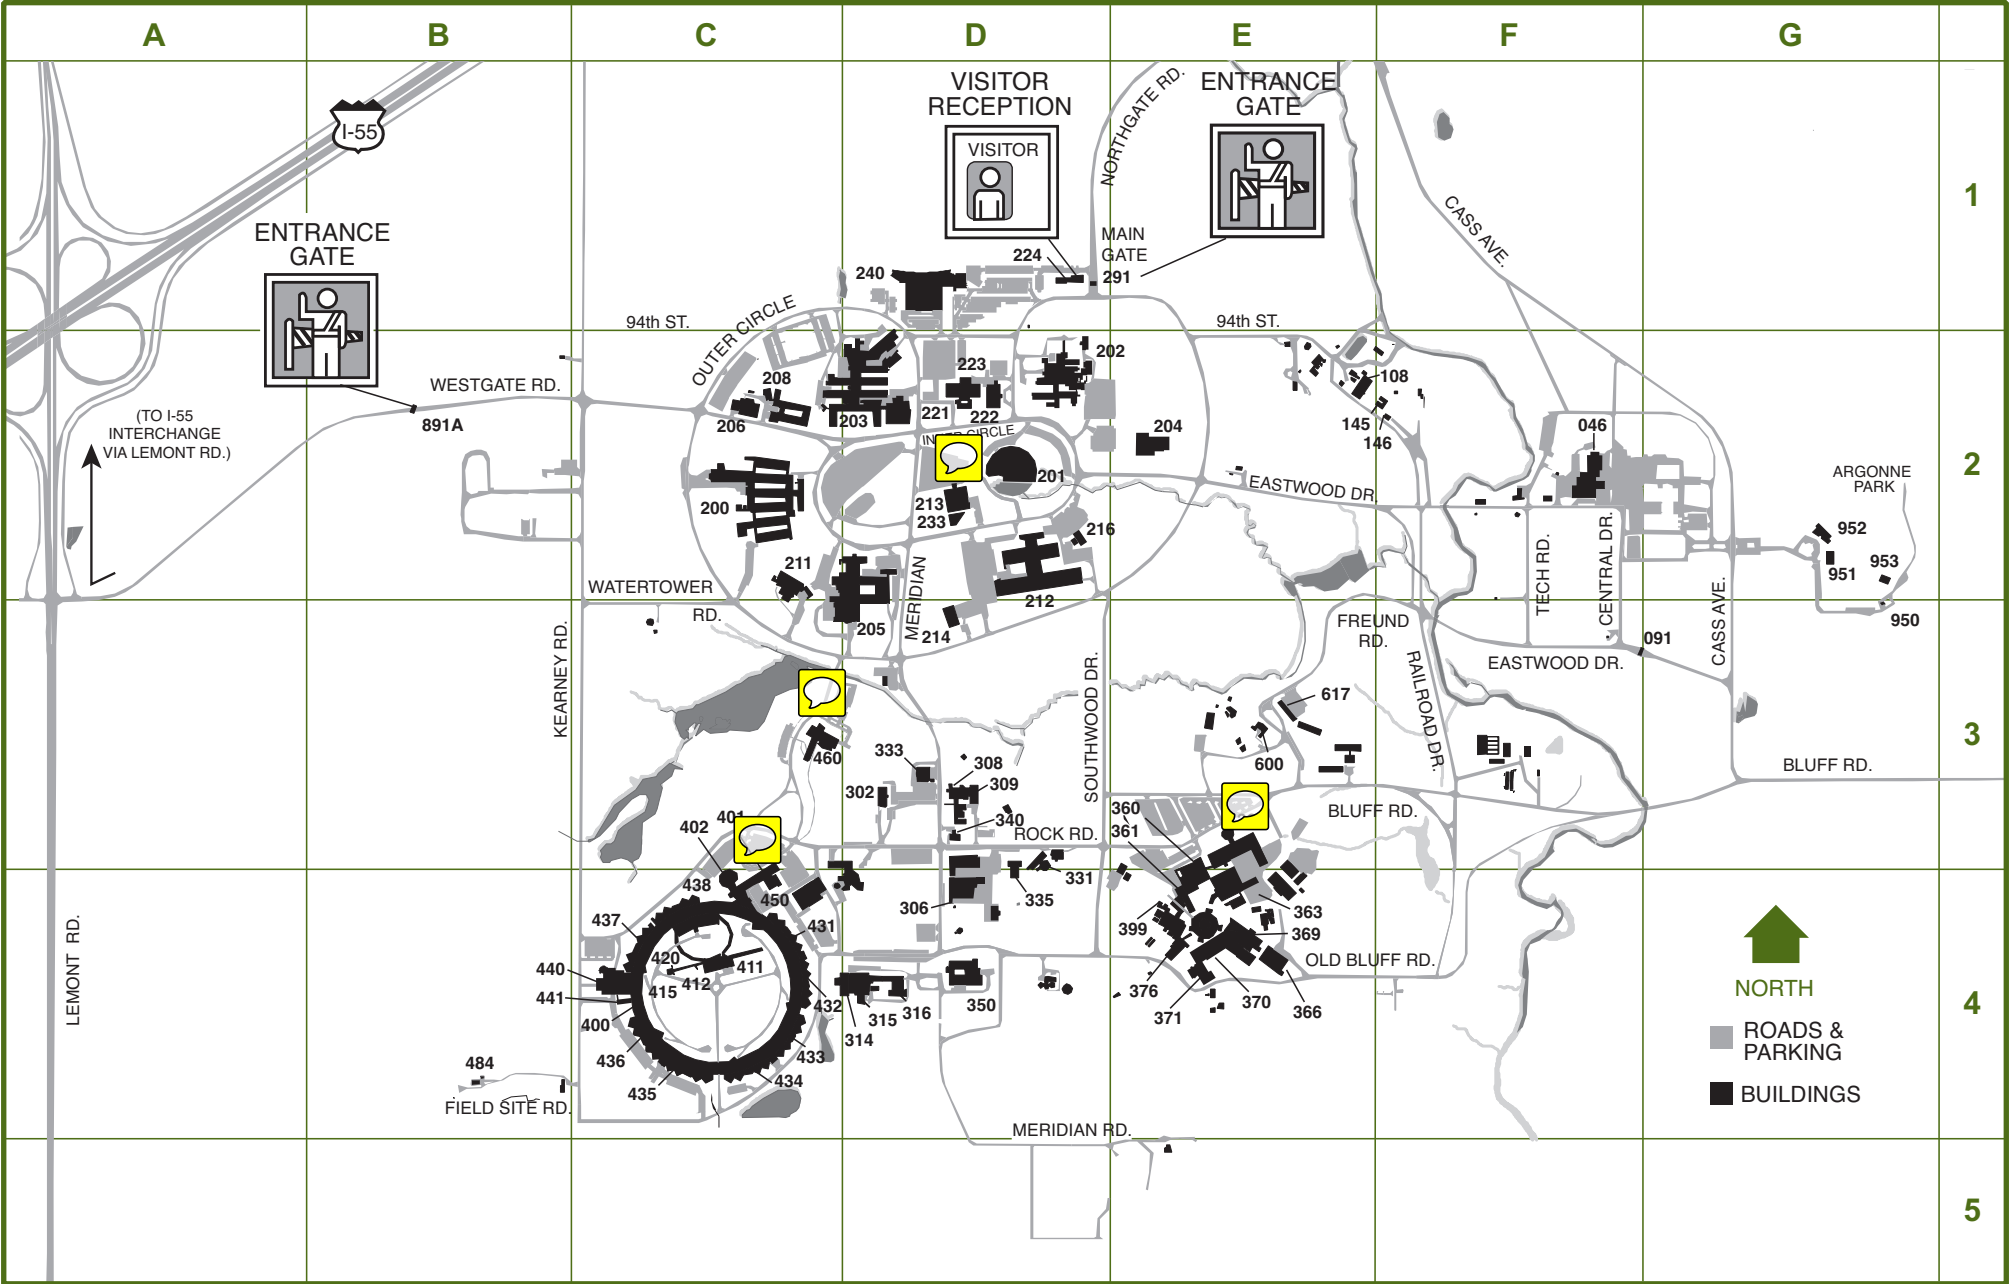 A
B
C
D
E
F
G
1
2
3
4
5
I-55
VISITOR
RECEPTION
VISITOR
ENTRANCE
GATE
ENTRANCE
GATE
NORTHGATE RD.
MAIN
GATE
CASS AVE.
224
291
240
94th ST.
OUTER CIRCLE
94th ST.
WESTGATE RD.
891A
(TO I-55
INTERCHANGE
VIA LEMONT RD.)
208
206
203
223
221
222
202
204
108
145
146
046
201
200
213
233
216
EASTWOOD DR.
ARGONNE
PARK
952
951
953
950
211
212
WATERTOWER
RD.
205
MERIDIAN
214
TECH RD.
CENTRAL DR.
CASS AVE.
091
FREUND
RD.
EASTWOOD DR.
RAILROAD DR.
KEARNEY RD.
SOUTHWOOD DR.
617
600
460
333
308
309
302
340
ROCK RD.
360
361
BLUFF RD.
BLUFF RD.
401
402
438
450
437
431
306
335
331
399
363
369
OLD BLUFF RD.
440
420
411
412
415
441
400
432
315
316
314
350
376
371
370
366
436
435
433
434
484
FIELD SITE RD.
LEMONT RD.
MERIDIAN RD.
NORTH
ROADS &
PARKING
BUILDINGS